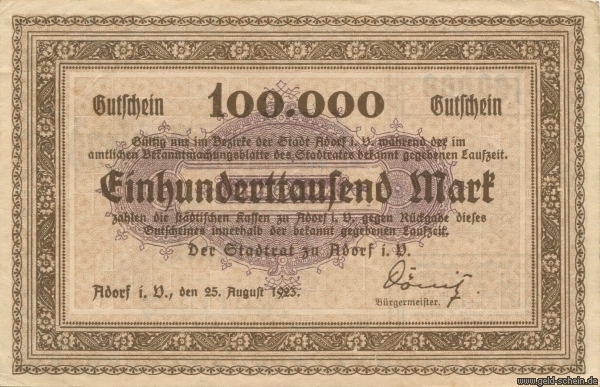 Gutschein 100.000 Gutschein
Gültig nur im Bezirke der Stadt Adorf i. V. während der im
amtlichen Bekanntmachungsblatte des Stadtrates bekannt gegebenen Laufzeit.
Einhunderttausend Mark
zahlen die städtischen Kassen zu Adorf i. V. gegen Rückgabe dieses
Gutscheines innerhalb der bekannt gegebenen Laufzeit.
Der Stadtrat zu Adorf i. V.
Adorf i. V., den 25. August 1923.
Bürgermeister.
www.geld-schein.de